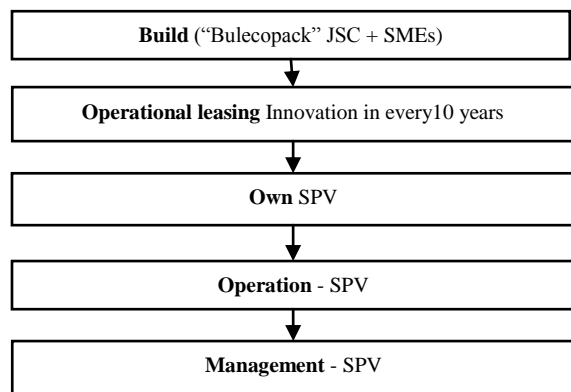 Build (“Bulecopack” JSC + SMEs)
Operational leasing Innovation in every10 years
Own SPV
Operation - SPV
Management - SPV